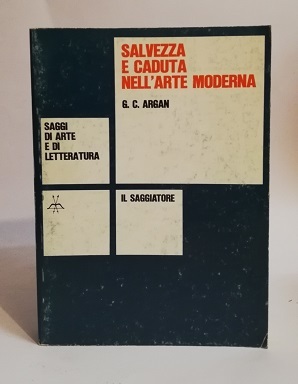 SALVEZZA
E CADUTA
NELL'ARTE MODERNA
G. C. ARGAN
SAGGI
DI ARTE
E DI
LETTERATURA
IL SAGGIATORE